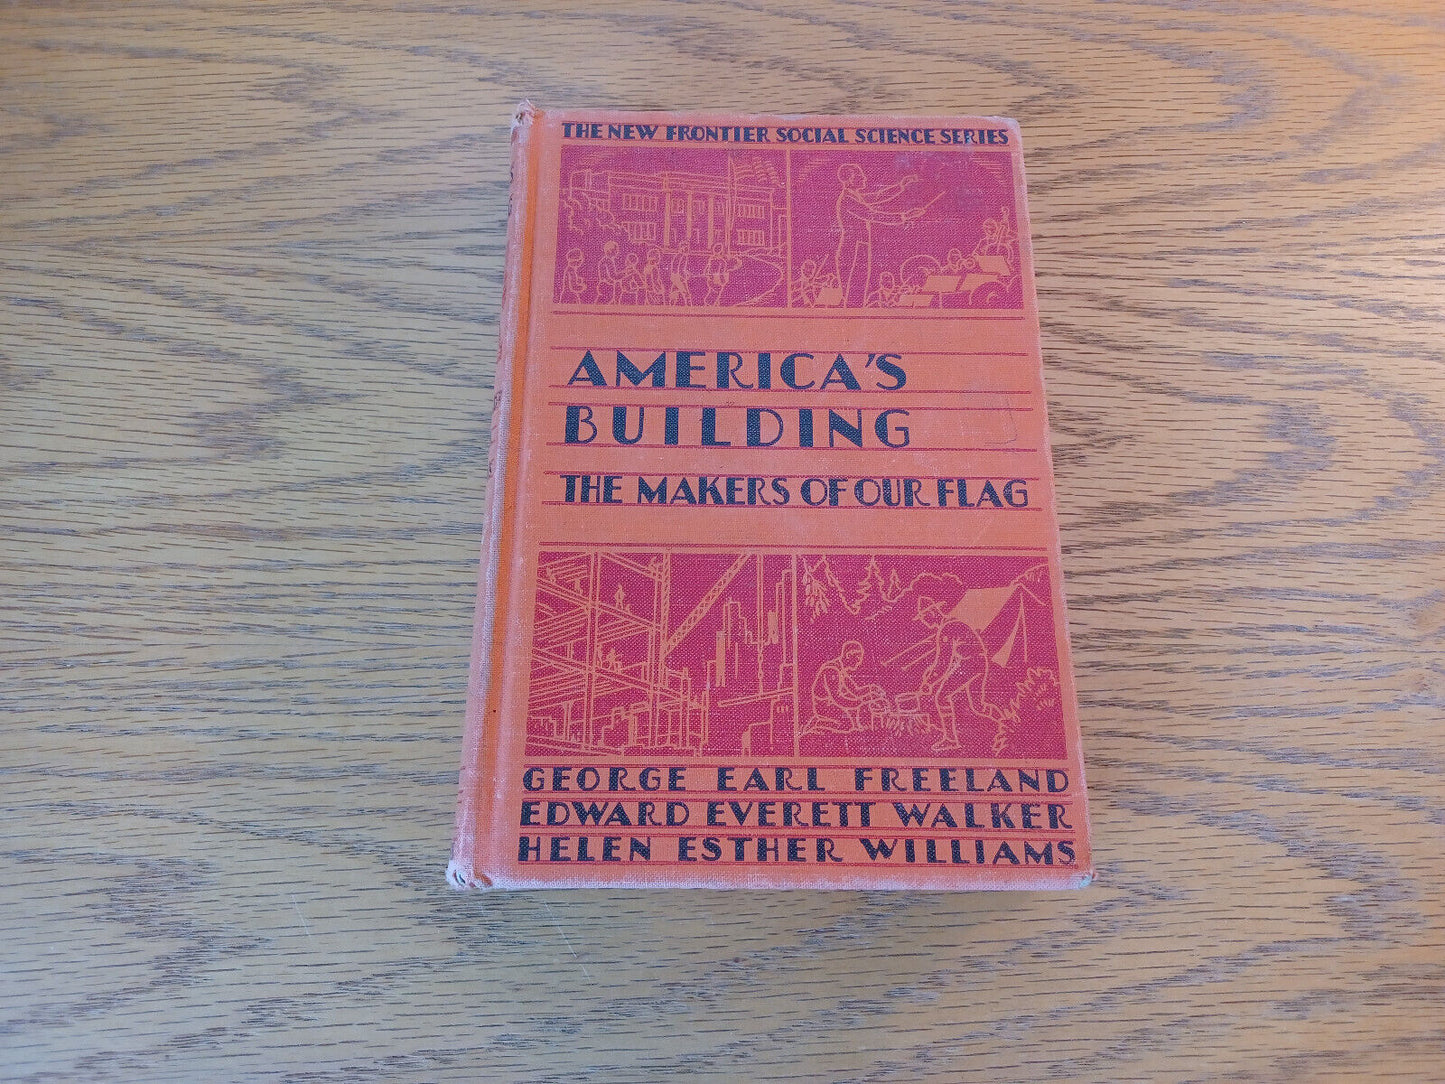 THE NEW FRONTIER SOCIAL SCIENCE SERIES
AMERICA'S
BUILDING
THE MAKERS OF OUR FLAG
GEORGE EARL FREELAND
EDWARD EVERETT WALKER
HELEN ESTHER WILLIAMS